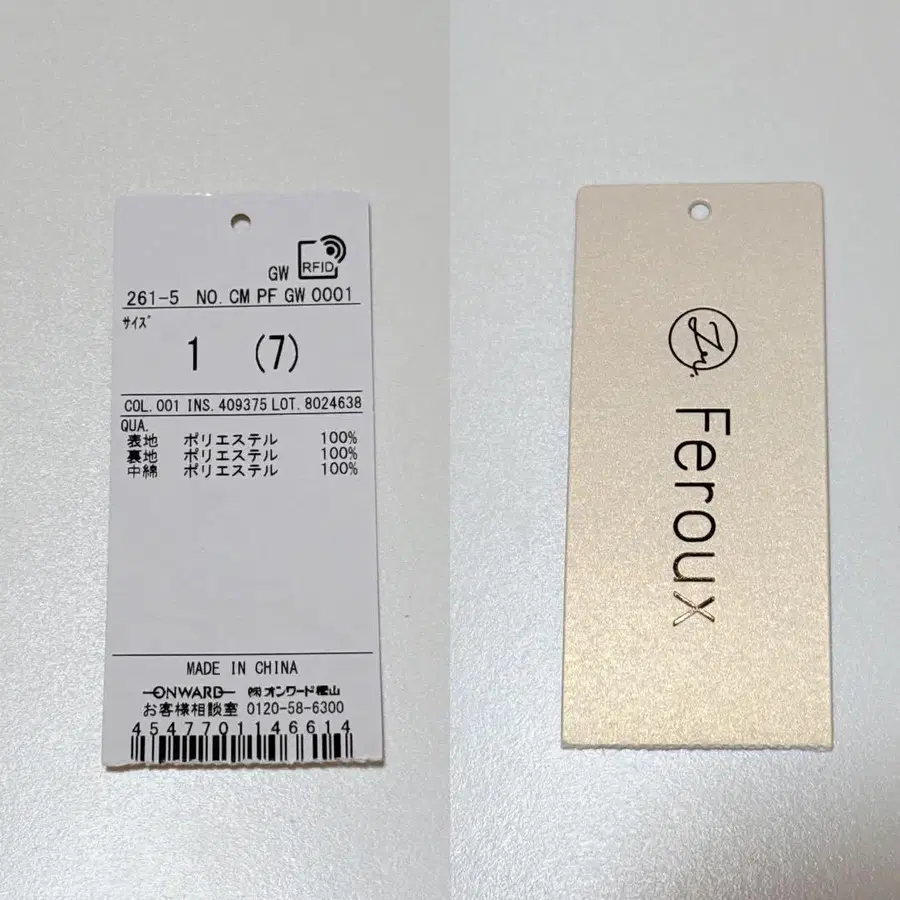 GW RFID
261-5 NO. CM PF GW 0001
サイズ
1 (7)
COL. 001 INS. 409375 LOT. 8024638
QUA.
表地 ポリエステル 100%
裏地 ポリエステル 100%
中綿 ポリエステル 100%
MADE IN CHINA
ONWARD ㈱オンワード樫山
お客様相談室 0120-58-6300
4547701146614
Feroux